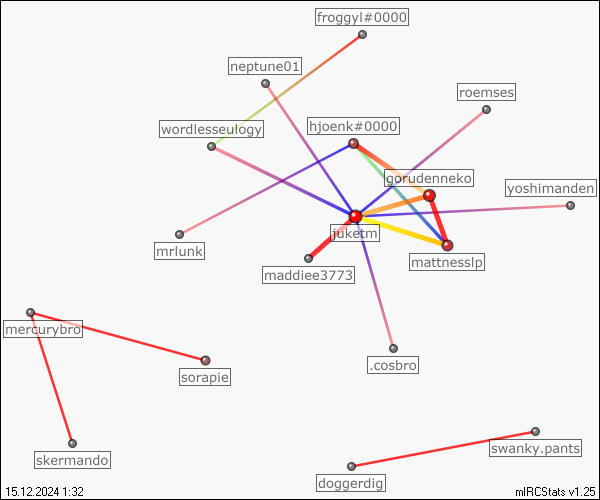 froggyl#0000
neptune01
roemses
wordlesseulogy
hjoenk#0000
gorudenneko
yoshimanden
juketm
mrlunk
mattnesslp
maddiee3773
mercurybro
.cosbro
sorapie
swanky.pants
skermando
doggerdig
15.12.2024 1:32
mIRCStats v1.25